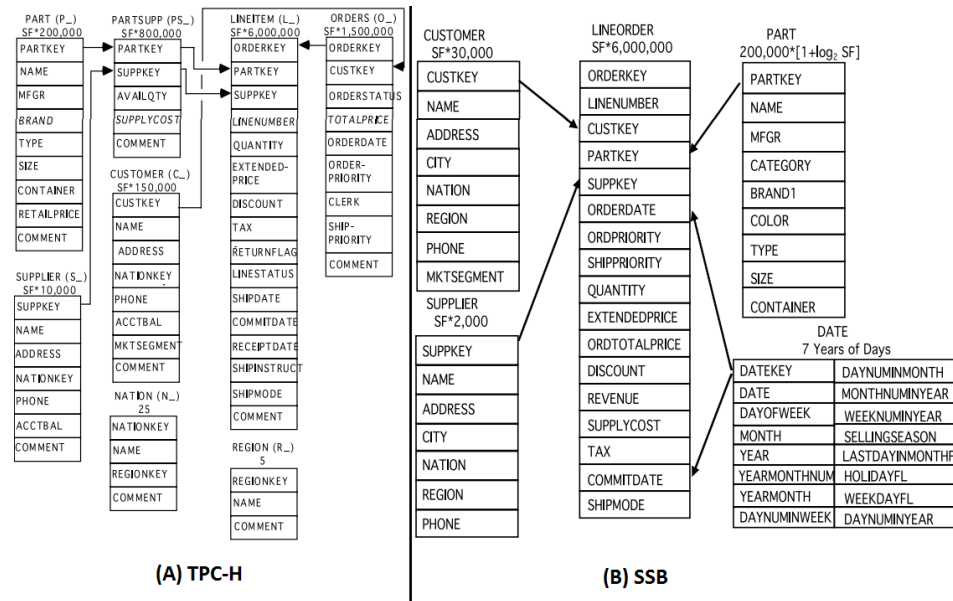 PART (P_)
SF*200,000
PARTKEY
NAME
MFGR
BRAND
TYPE
SIZE
CONTAINER
RETAILPRICE
COMMENT
SUPPLIER (S_)
SF*10,000
SUPPKEY
NAME
ADDRESS
NATIONKEY
PHONE
ACCTBAL
COMMENT
PARTSUPP (PS_)
SF*800,000
PARTKEY
SUPPKEY
AVAILQTY
SUPPLYCOST
COMMENT
CUSTOMER (C_)
SF*150,000
CUSTKEY
NAME
ADDRESS
NATIONKEY
PHONE
ACCTBAL
MKTSEGMENT
COMMENT
NATION (N_)
25
NATIONKEY
NAME
REGIONKEY
COMMENT
LINEITEM (L_)
SF*6,000,000
ORDERKEY
PARTKEY
SUPPKEY
LINENUMBER
QUANTITY
EXTENDED-
PRICE
DISCOUNT
TAX
RETURNFLAG
LINESTATUS
SHIPDATE
COMMITDATE
RECEIPTDATE
SHIPINSTRUCT
SHIPMODE
COMMENT
REGION (R_)
5
REGIONKEY
NAME
COMMENT
ORDERS (O_)
SF*1,500,000
ORDERKEY
CUSTKEY
ORDERSTATUS
TOTALPRICE
ORDERDATE
ORDER-
PRIORITY
CLERK
SHIP-
PRIORITY
COMMENT
(A) TPC-H
CUSTOMER
SF*30,000
CUSTKEY
NAME
ADDRESS
CITY
NATION
REGION
PHONE
MKTSEGMENT
SUPPLIER
SF*2,000
SUPPKEY
NAME
ADDRESS
CITY
NATION
REGION
PHONE
LINEORDER
SF*6,000,000
ORDERKEY
LINENUMBER
CUSTKEY
PARTKEY
SUPPKEY
ORDERDATE
ORDPRIORITY
SHIPPRIORITY
QUANTITY
EXTENDEDPRICE
ORDTOTALPRICE
DISCOUNT
REVENUE
SUPPLYCOST
TAX
COMMITDATE
SHIPMODE
PART
200,000*[1+log₂ SF]
PARTKEY
NAME
MFGR
CATEGORY
BRAND1
COLOR
TYPE
SIZE
CONTAINER
DATE
7 Years of Days
DATEKEY DAYNUMINMONTH
DATE MONTHNUMINYEAR
DAYOFWEEK WEEKNUMINYEAR
MONTH SELLINGSEASON
YEAR LASTDAYINMONTHF
YEARMONTHNUM HOLIDAYFL
YEARMONTH WEEKDAYFL
DAYNUMINWEEK DAYNUMINYEAR
(B) SSB